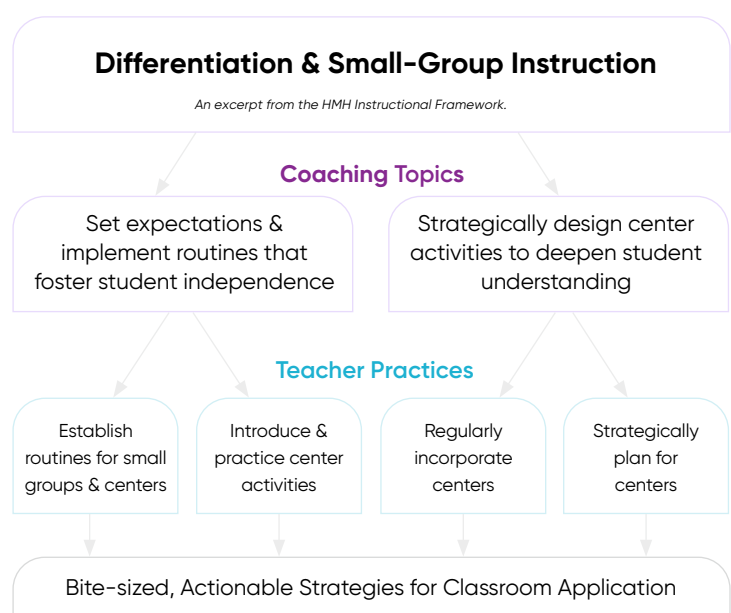 Differentiation & Small-Group Instruction
An excerpt from the HMH Instructional Framework.
Coaching Topics
Set expectations &
implement routines that
foster student independence
Strategically design center
activities to deepen student
understanding
Teacher Practices
Establish
routines for small
groups & centers
Introduce &
practice center
activities
Regularly
incorporate
centers
Strategically
plan for
centers
Bite-sized, Actionable Strategies for Classroom Application